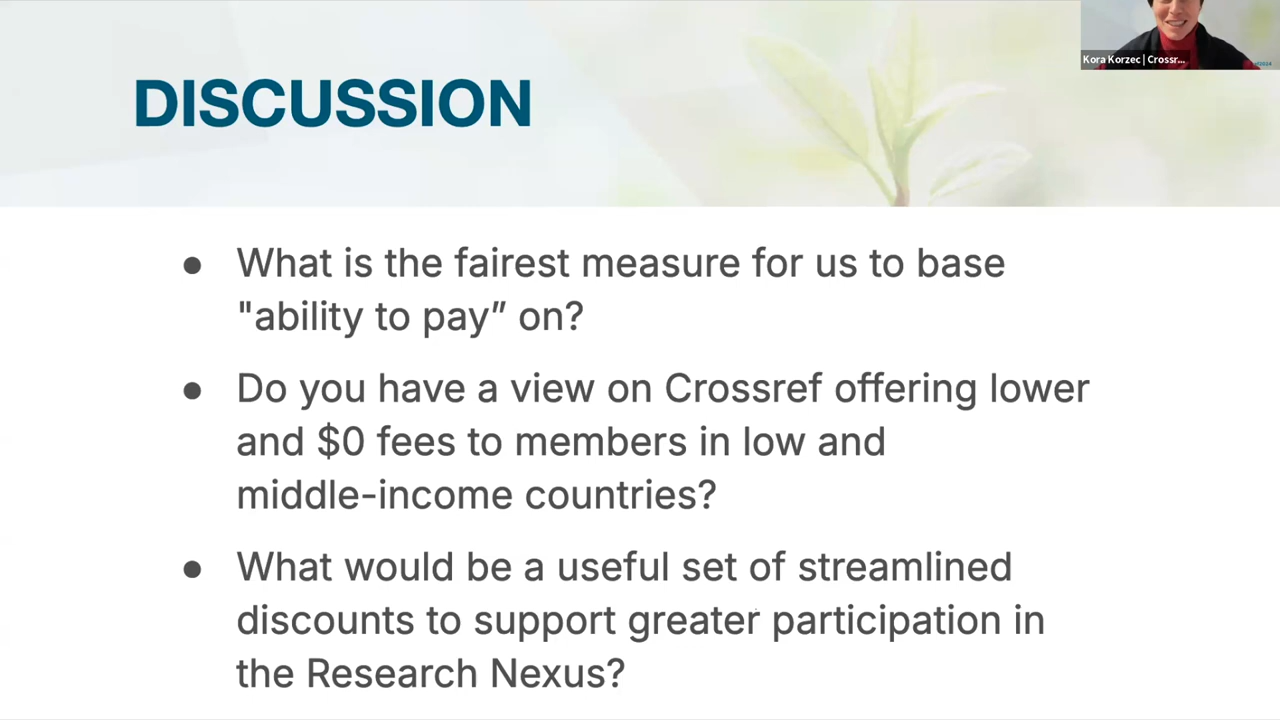 DISCUSSION
Kora Korzec | Crossr...
● What is the fairest measure for us to base
"ability to pay” on?
● Do you have a view on Crossref offering lower
and $0 fees to members in low and
middle-income countries?
● What would be a useful set of streamlined
discounts to support greater participation in
the Research Nexus?